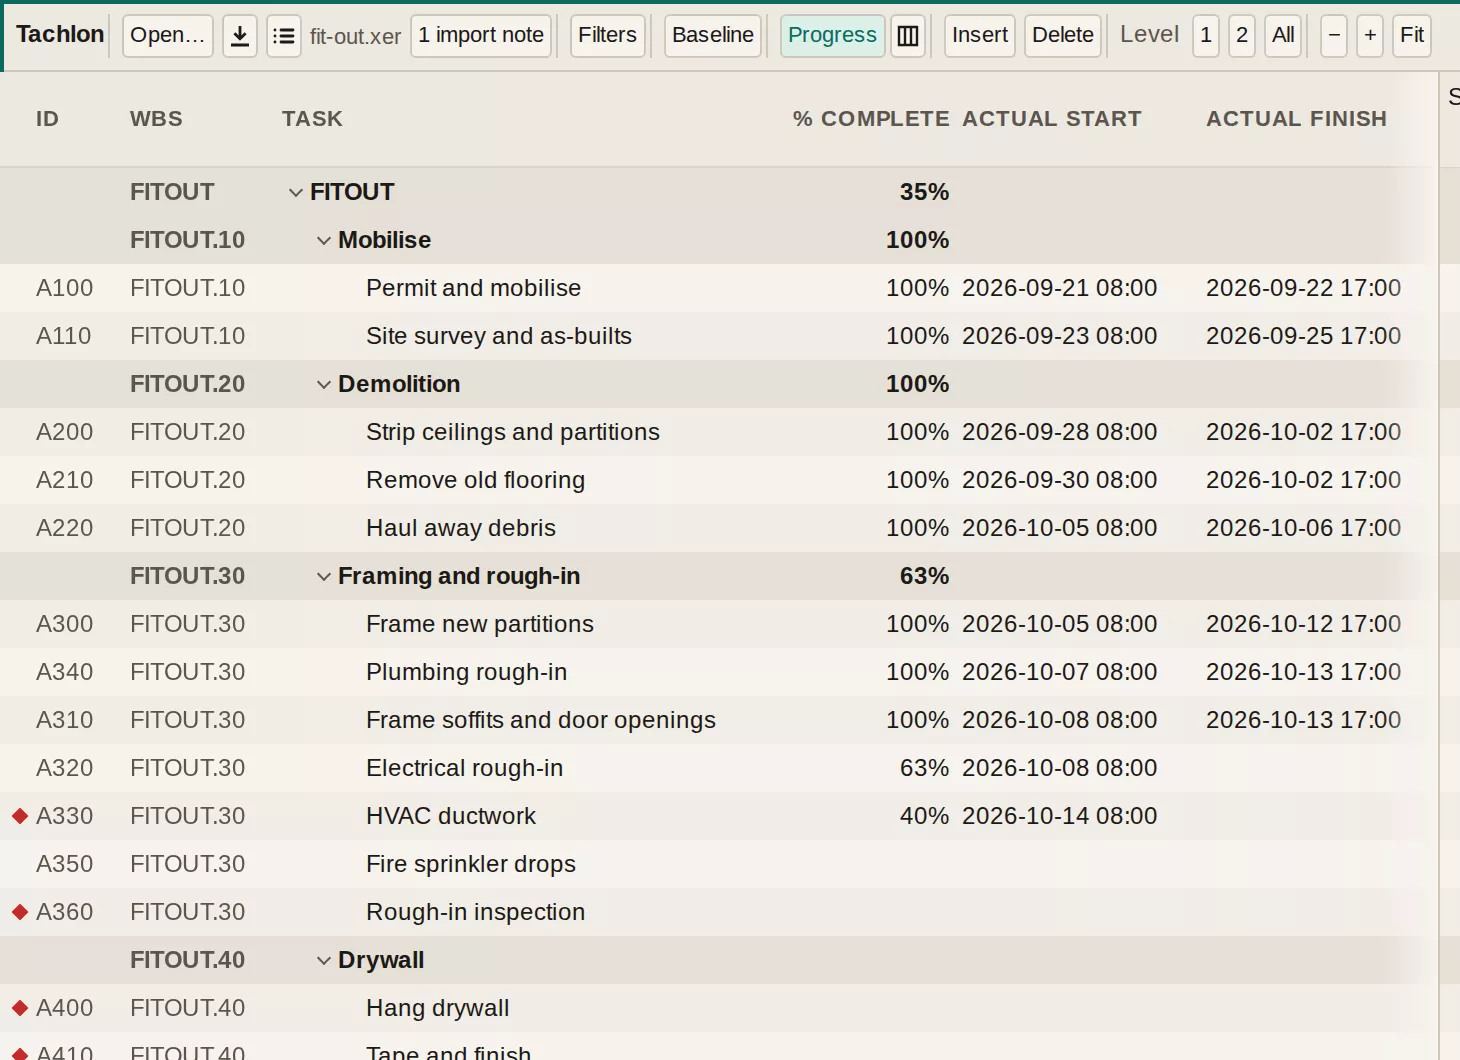 Tachlon Open… fit-out.xer 1 import note Filters Baseline Progress Insert Delete Level 1 2 All − + Fit
ID WBS TASK % COMPLETE ACTUAL START ACTUAL FINISH
FITOUT FITOUT 35%
FITOUT.10 Mobilise 100%
A100 FITOUT.10 Permit and mobilise 100% 2026-09-21 08:00 2026-09-22 17:00
A110 FITOUT.10 Site survey and as-builts 100% 2026-09-23 08:00 2026-09-25 17:00
FITOUT.20 Demolition 100%
A200 FITOUT.20 Strip ceilings and partitions 100% 2026-09-28 08:00 2026-10-02 17:00
A210 FITOUT.20 Remove old flooring 100% 2026-09-30 08:00 2026-10-02 17:00
A220 FITOUT.20 Haul away debris 100% 2026-10-05 08:00 2026-10-06 17:00
FITOUT.30 Framing and rough-in 63%
A300 FITOUT.30 Frame new partitions 100% 2026-10-05 08:00 2026-10-12 17:00
A340 FITOUT.30 Plumbing rough-in 100% 2026-10-07 08:00 2026-10-13 17:00
A310 FITOUT.30 Frame soffits and door openings 100% 2026-10-08 08:00 2026-10-13 17:00
A320 FITOUT.30 Electrical rough-in 63% 2026-10-08 08:00
A330 FITOUT.30 HVAC ductwork 40% 2026-10-14 08:00
A350 FITOUT.30 Fire sprinkler drops
A360 FITOUT.30 Rough-in inspection
FITOUT.40 Drywall
A400 FITOUT.40 Hang drywall
A410 FITOUT.40 Tape and finish